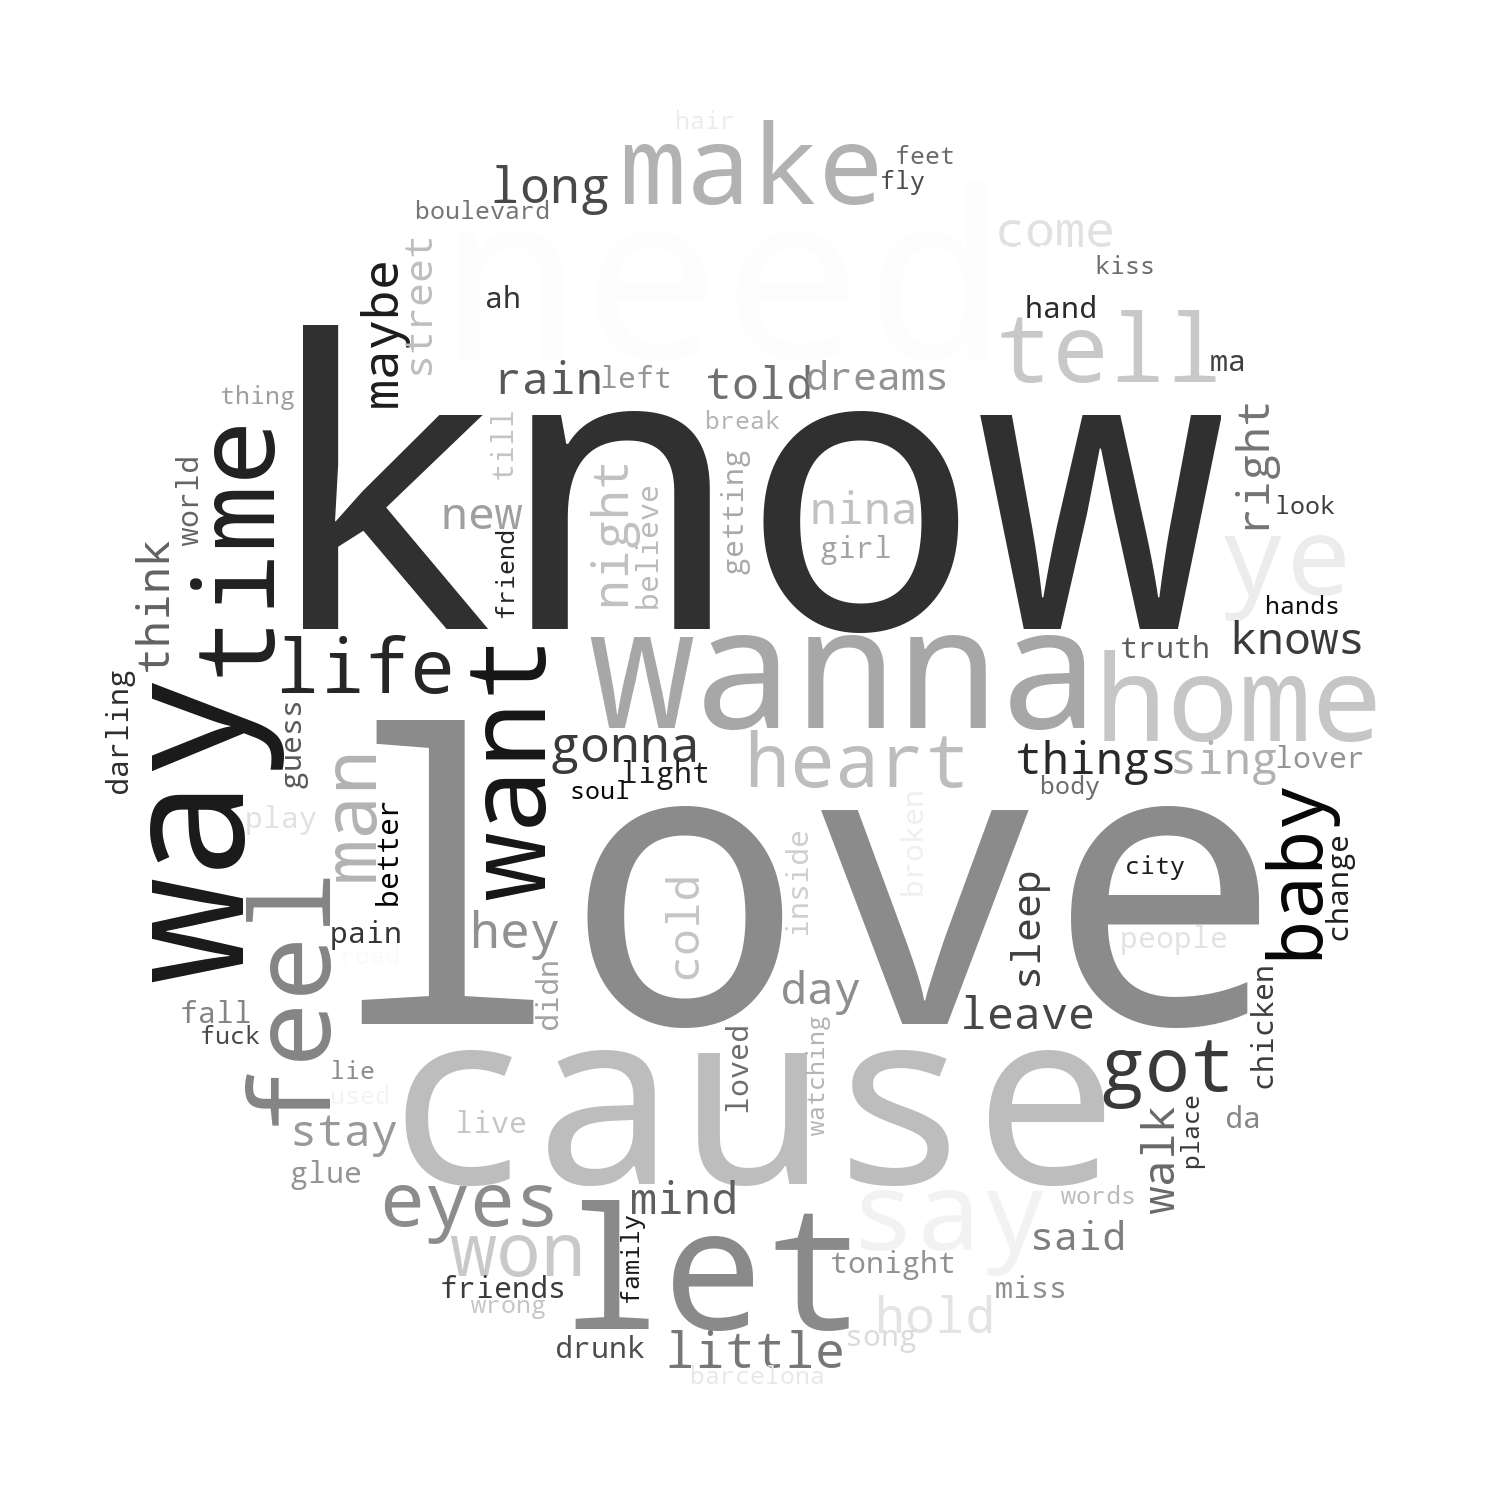 hair
make
feet
long
fly
boulevard
need
come
street
maybe
kiss
ah
hand
tell
rain
left
told
dreams
ma
thing
know
break
till
right
time
world
new
night
believe
getting
nina
girl
look
friend
think
ye
hands
life
want
wanna
truth
knows
home
way
darling
guess
gonna
light
heart
things
sing
lover
soul
body
man
play
better
love
inside
broken
city
baby
change
feel
pain
road
hey
cold
sleep
people
didn
day
fall
fuck
leave
chicken
lie
used
cause
loved
watching
got
live
stay
glue
walk
place
da
eyes
mind
say
words
won
let
family
said
tonight
friends
wrong
miss
hold
drunk
little
song
barcelona